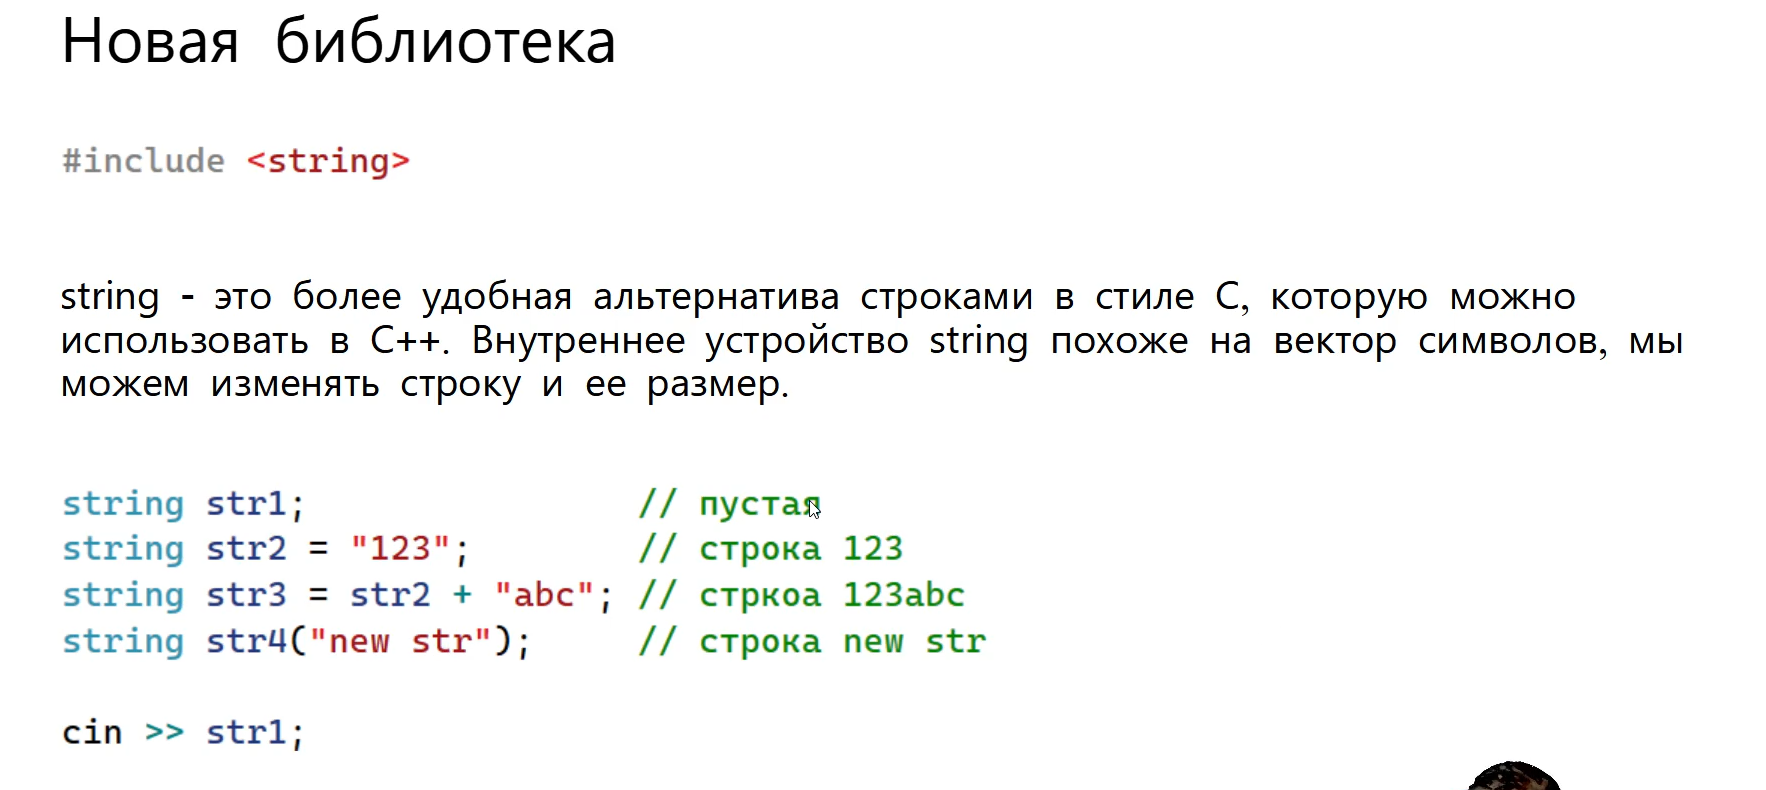 Новая библиотека
#include <string>
string - это более удобная альтернатива строками в стиле С, которую можно
использовать в С++. Внутреннее устройство string похоже на вектор символов, мы
можем изменять строку и ее размер.
string str1; // пустая
string str2 = "123"; // строка 123
string str3 = str2 + "abc"; // стркоа 123abc
string str4("new str"); // строка new str
cin >> str1;